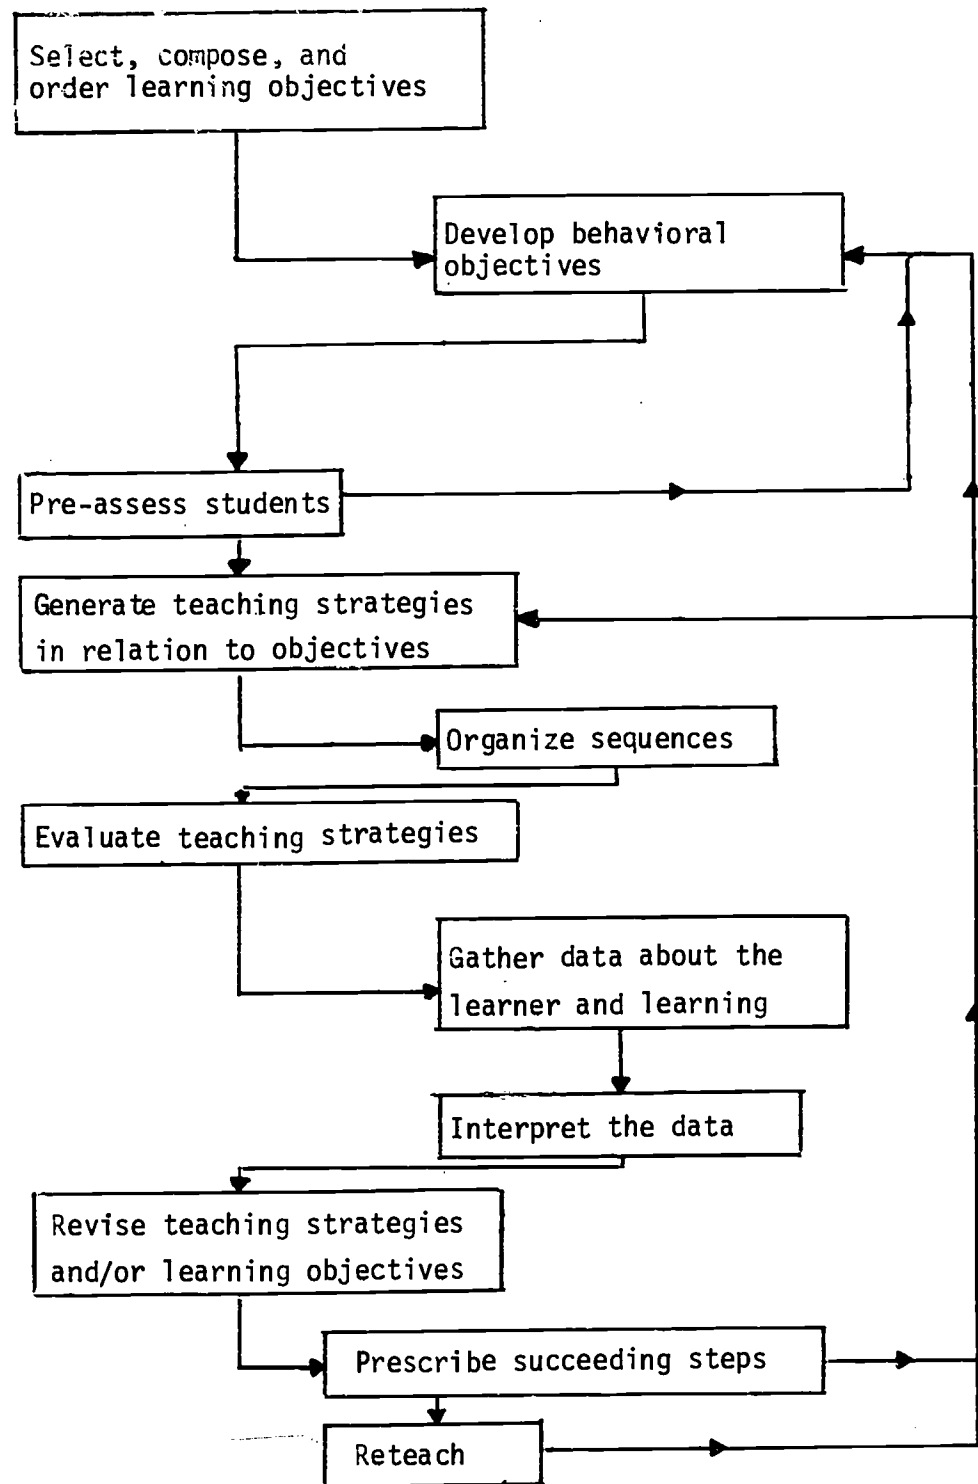 Select, compose, and
order learning objectives
Develop behavioral
objectives
Pre-assess students
Generate teaching strategies
in relation to objectives
Organize sequences
Evaluate teaching strategies
Gather data about the
learner and learning
Interpret the data
Revise teaching strategies
and/or learning objectives
Prescribe succeeding steps
Reteach